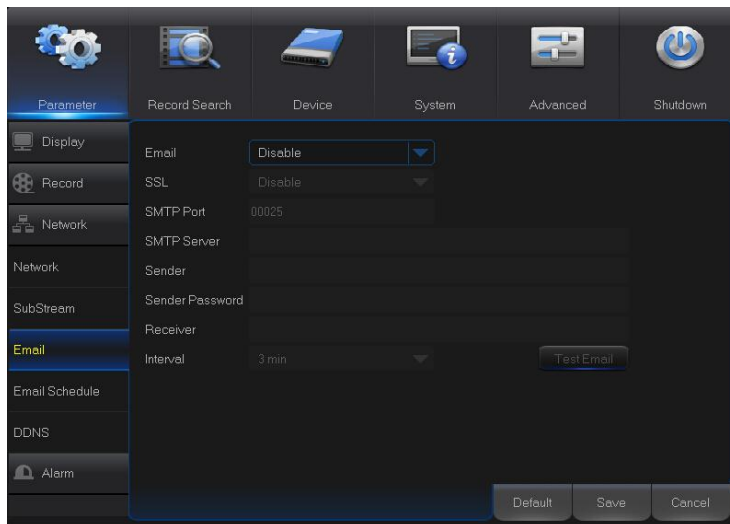 Parameter Record Search Device System Advanced Shutdown
Display
Record
Network
Network
SubStream
Email
Email Schedule
DDNS
Alarm
Email Disable
SSL Disable
SMTP Port 00025
SMTP Server
Sender
Sender Password
Receiver
Interval 3 min Test Email
Default Save Cancel